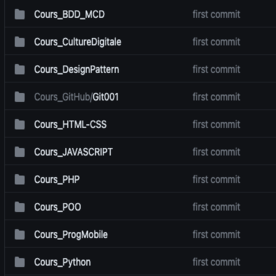 Cours_BDD_MCD first commit
Cours_CultureDigitale first commit
Cours_DesignPattern first commit
Cours_GitHub/Git001 first commit
Cours_HTML-CSS first commit
Cours_JAVASCRIPT first commit
Cours_PHP first commit
Cours_POO first commit
Cours_ProgMobile first commit
Cours_Python first commit